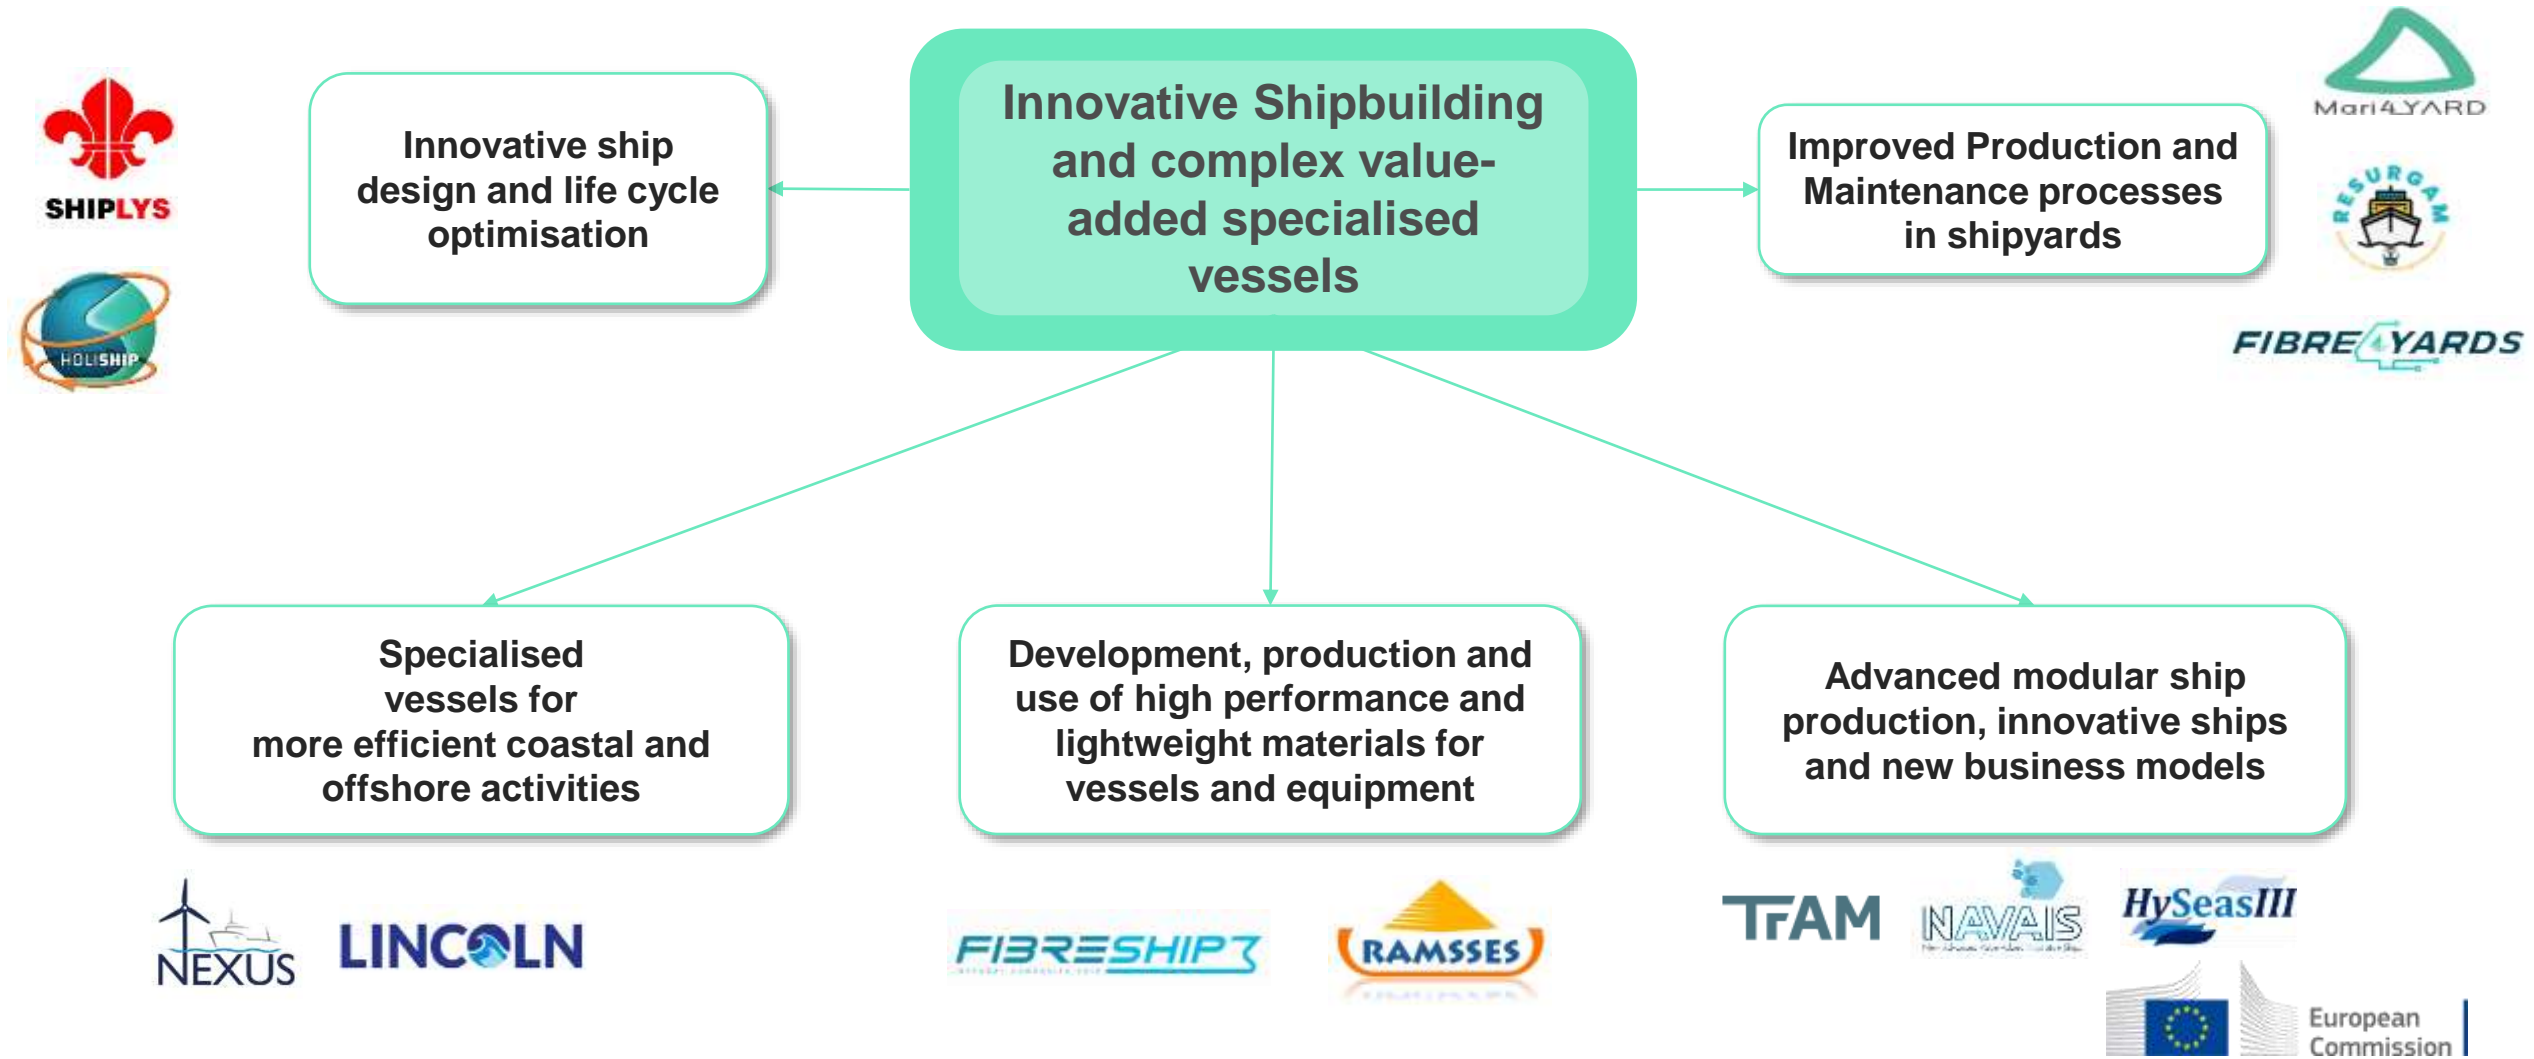 Innovative Shipbuilding
and complex value-
added specialised
vessels
Innovative ship
design and life cycle
optimisation
SHIPLYS
HOLISHIP
Improved Production and
Maintenance processes
in shipyards
Mari4YARD
RESURGAM
FIBRE4YARDS
Specialised
vessels for
more efficient coastal and
offshore activities
NEXUS
LINCOLN
Development, production and
use of high performance and
lightweight materials for
vessels and equipment
FIBRESHIP
RAMSSES
Advanced modular ship
production, innovative ships
and new business models
TFAM
NAVAIS
HySeasIII
European
Commission